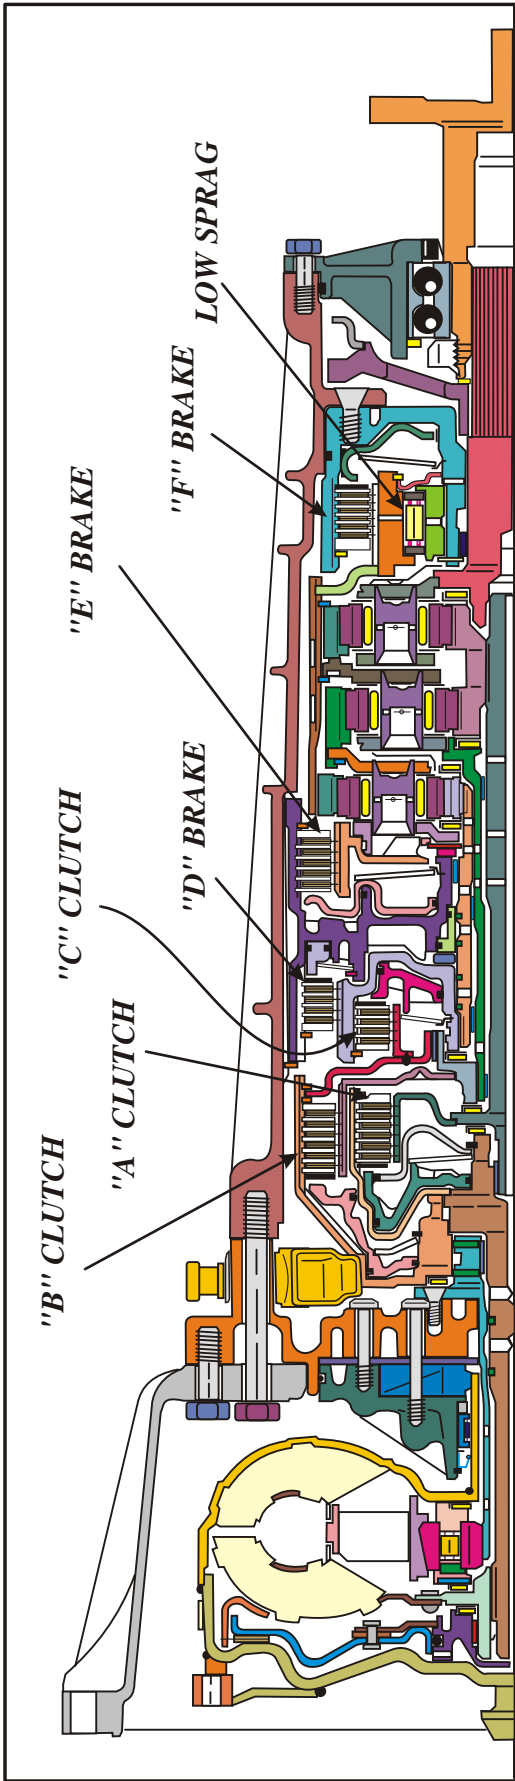 "B" CLUTCH
"A" CLUTCH
"C" CLUTCH
"D" BRAKE
"E" BRAKE
"F" BRAKE
LOW SPRAG